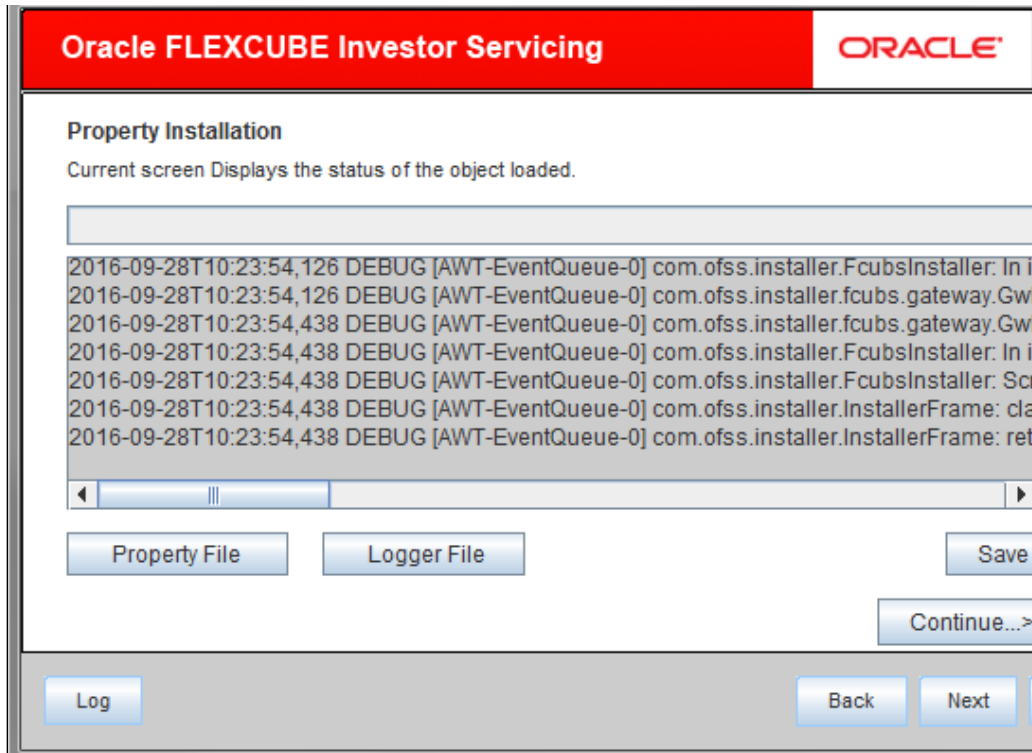 Oracle FLEXCUBE Investor Servicing
ORACLE
Property Installation
Current screen Displays the status of the object loaded.
2016-09-28T10:23:54,126 DEBUG [AWT-EventQueue-0] com.ofss.installer.FcubsInstaller: In
2016-09-28T10:23:54,126 DEBUG [AWT-EventQueue-0] com.ofss.installer.fcubs.gateway.Gw
2016-09-28T10:23:54,438 DEBUG [AWT-EventQueue-0] com.ofss.installer.fcubs.gateway.Gw
2016-09-28T10:23:54,438 DEBUG [AWT-EventQueue-0] com.ofss.installer.FcubsInstaller: In
2016-09-28T10:23:54,438 DEBUG [AWT-EventQueue-0] com.ofss.installer.FcubsInstaller: Scr
2016-09-28T10:23:54,438 DEBUG [AWT-EventQueue-0] com.ofss.installer.InstallerFrame: cla
2016-09-28T10:23:54,438 DEBUG [AWT-EventQueue-0] com.ofss.installer.InstallerFrame: ret
Property File Logger File Save
Continue...>
Log Back Next